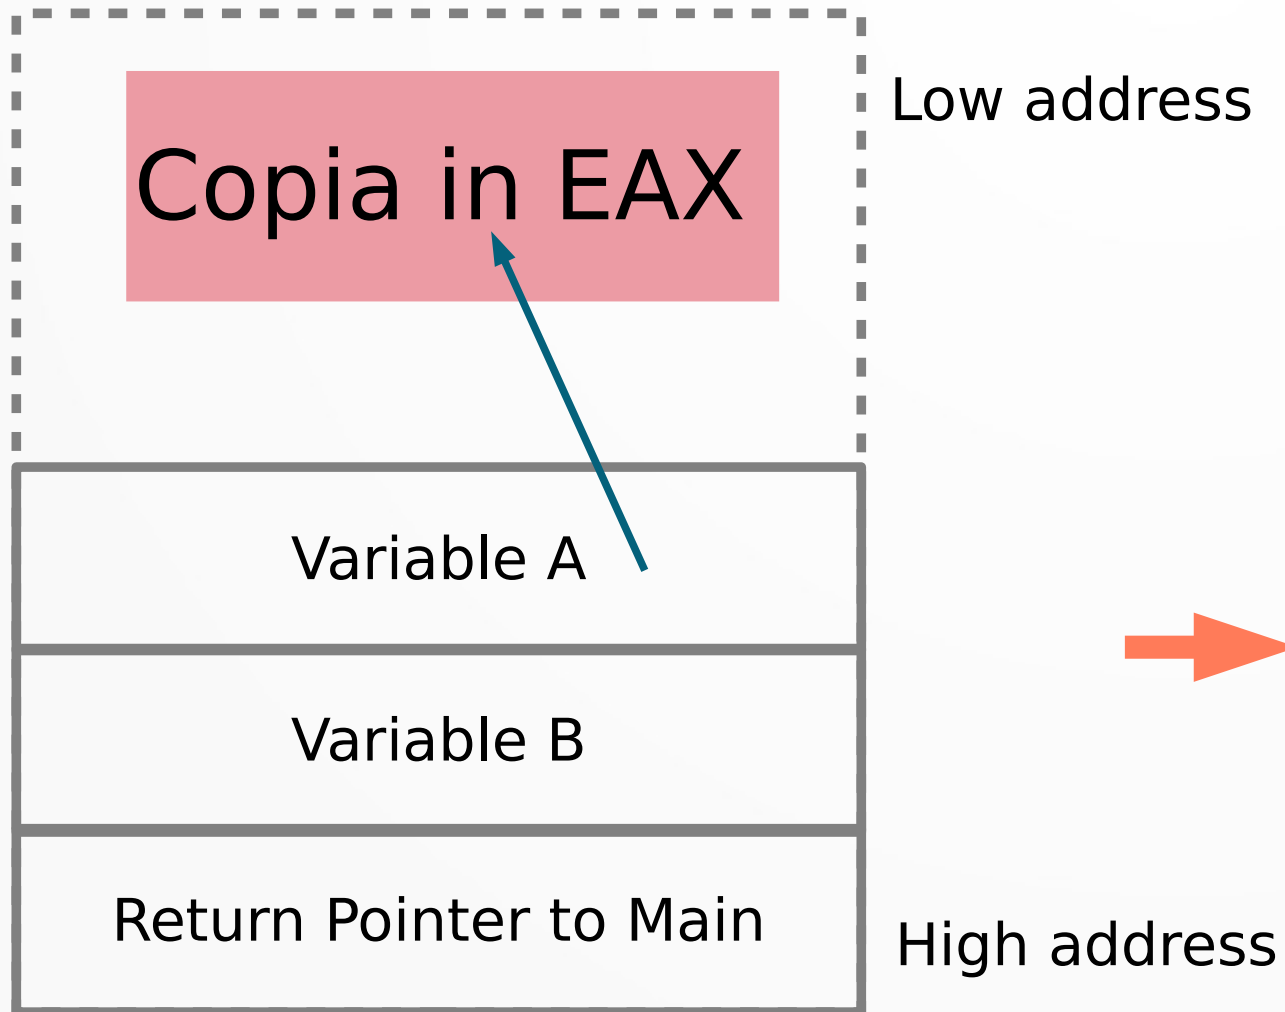 Low address
Copia in EAX
Variable A
Variable B
Return Pointer to Main
High address